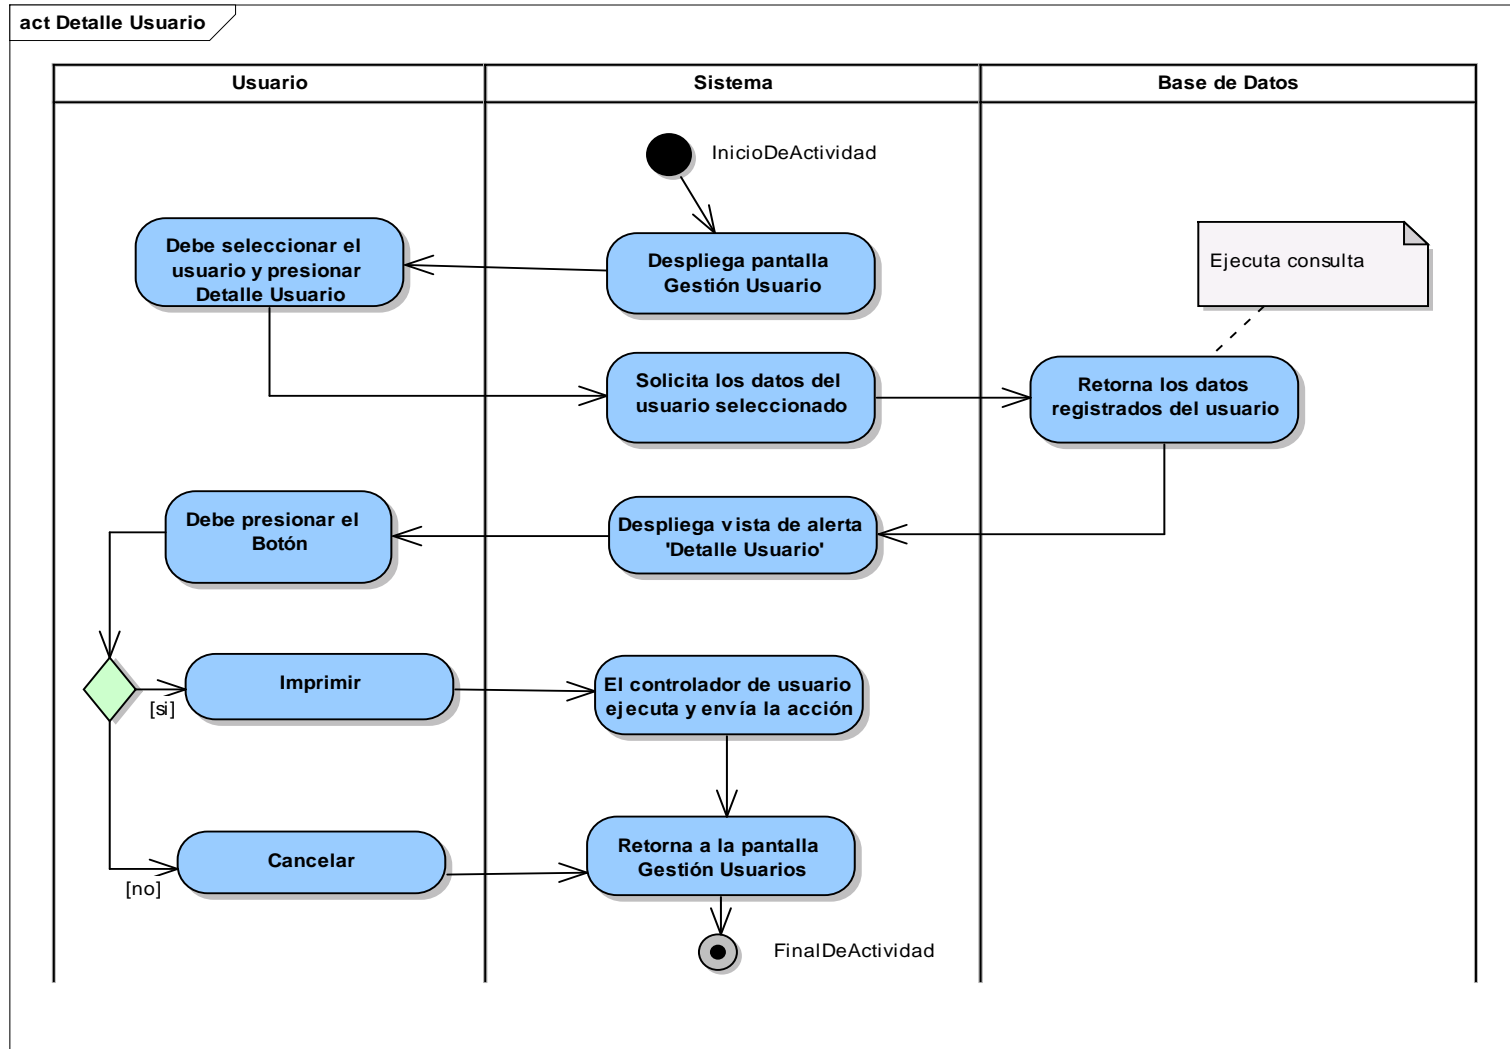 act Detalle Usuario
Usuario
Sistema
Base de Datos
InicioDeActividad
Debe seleccionar el
usuario y presionar
Detalle Usuario
Despliega pantalla
Gestión Usuario
Ejecuta consulta
Solicita los datos del
usuario seleccionado
Retorna los datos
registrados del usuario
Debe presionar el
Botón
Despliega vista de alerta
'Detalle Usuario'
Imprimir
[si]
El controlador de usuario
ejecuta y envía la acción
Cancelar
[no]
Retorna a la pantalla
Gestión Usuarios
FinalDeActividad